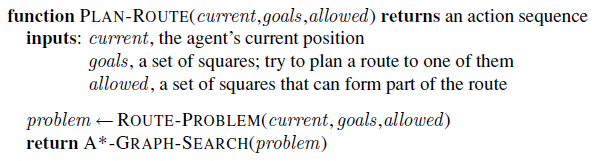 function PLAN-ROUTE(current,goals,allowed) returns an action sequence
inputs: current, the agent's current position
goals, a set of squares; try to plan a route to one of them
allowed, a set of squares that can form part of the route
problem ← ROUTE-PROBLEM(current, goals,allowed)
return A*-GRAPH-SEARCH(problem)